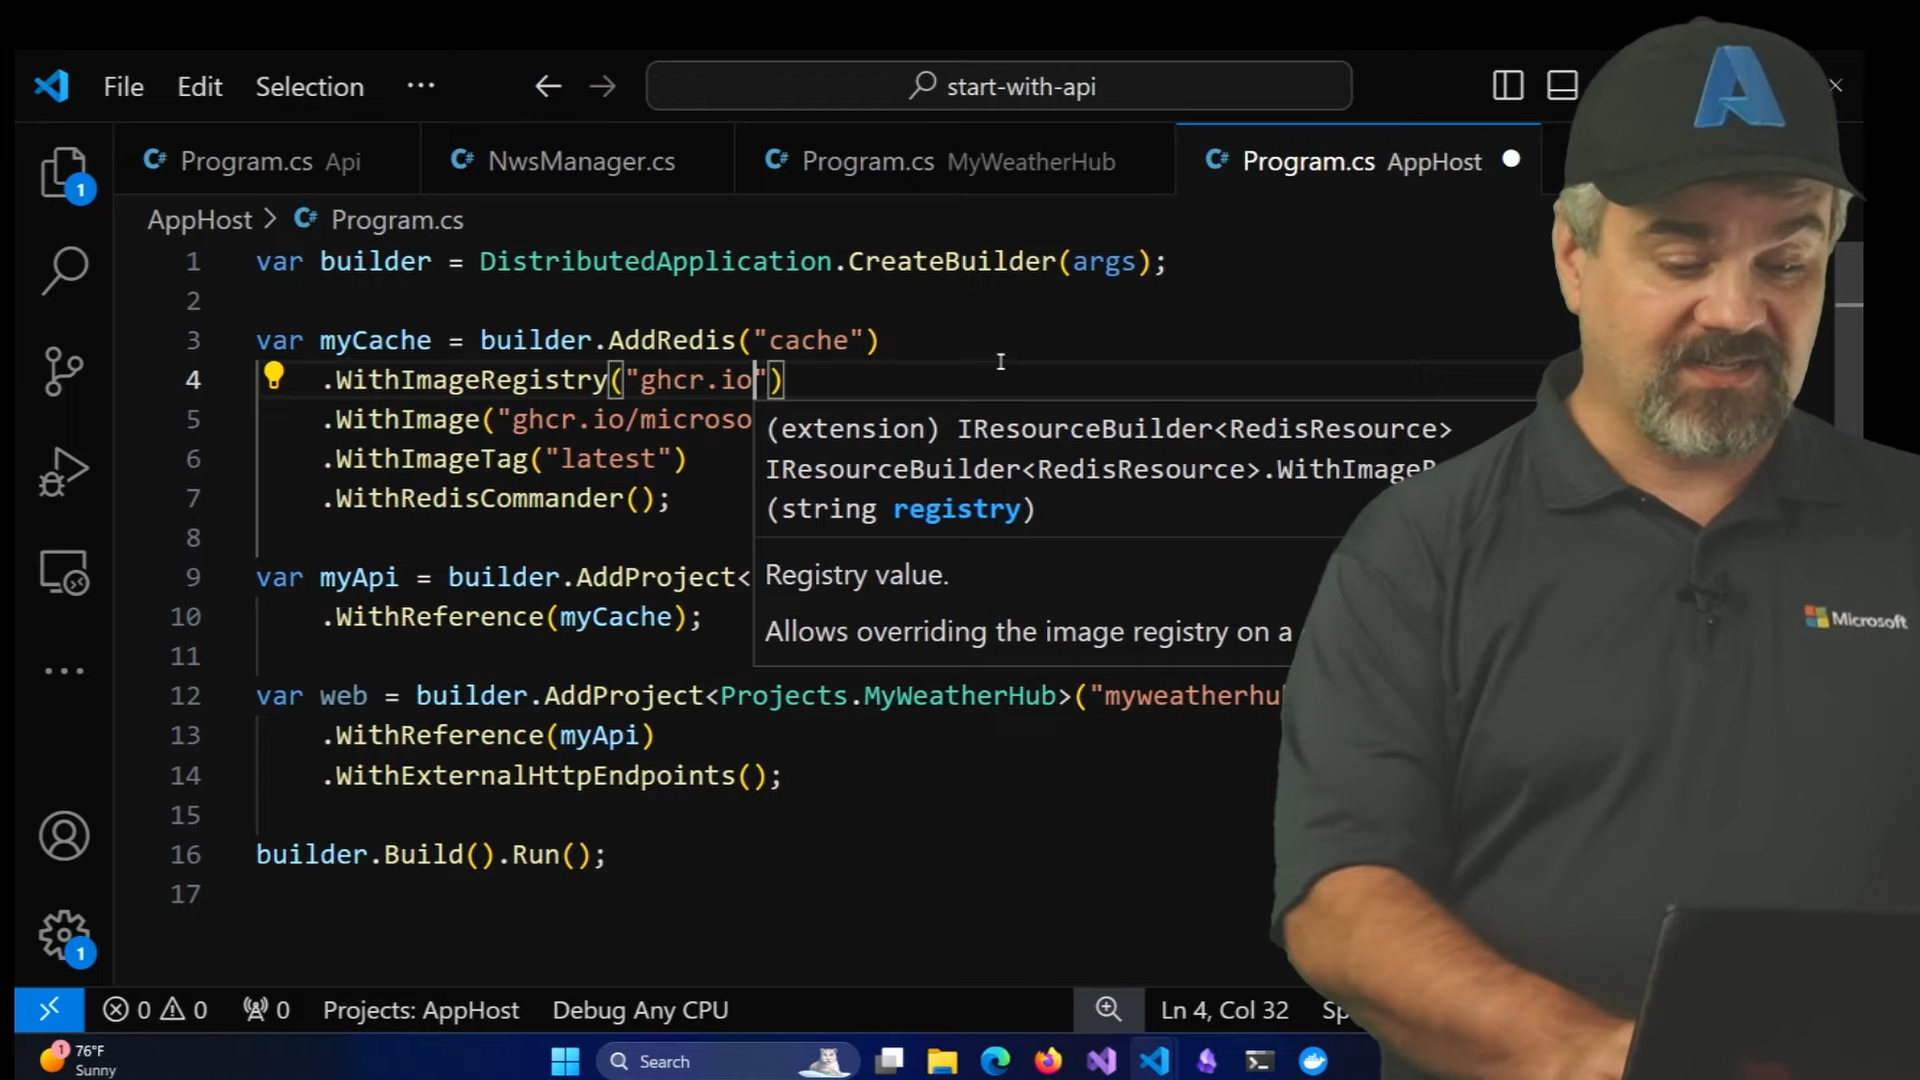 File Edit Selection ··· start-with-api
Program.cs Api NwsManager.cs Program.cs MyWeatherHub Program.cs AppHost
AppHost > Program.cs
1 var builder = DistributedApplication.CreateBuilder(args);
2
3 var myCache = builder.AddRedis("cache")
4 .WithImageRegistry("ghcr.io")
5 .WithImage("ghcr.io/microso
6 .WithImageTag("latest")
7 .WithRedisCommander();
8
9 var myApi = builder.AddProject<
10 .WithReference(myCache);
11
12 var web = builder.AddProject<Projects.MyWeatherHub>("myweatherhu
13 .WithReference(myApi)
14 .WithExternalHttpEndpoints();
15
16 builder.Build().Run();
17
(extension) IResourceBuilder<RedisResource>
IResourceBuilder<RedisResource>.WithImageR
(string registry)
Registry value.
Allows overriding the image registry on a
Microsoft
1
1
0 0 0 Projects: AppHost Debug Any CPU Ln 4, Col 32 Sp
1 76°F
Sunny
Search